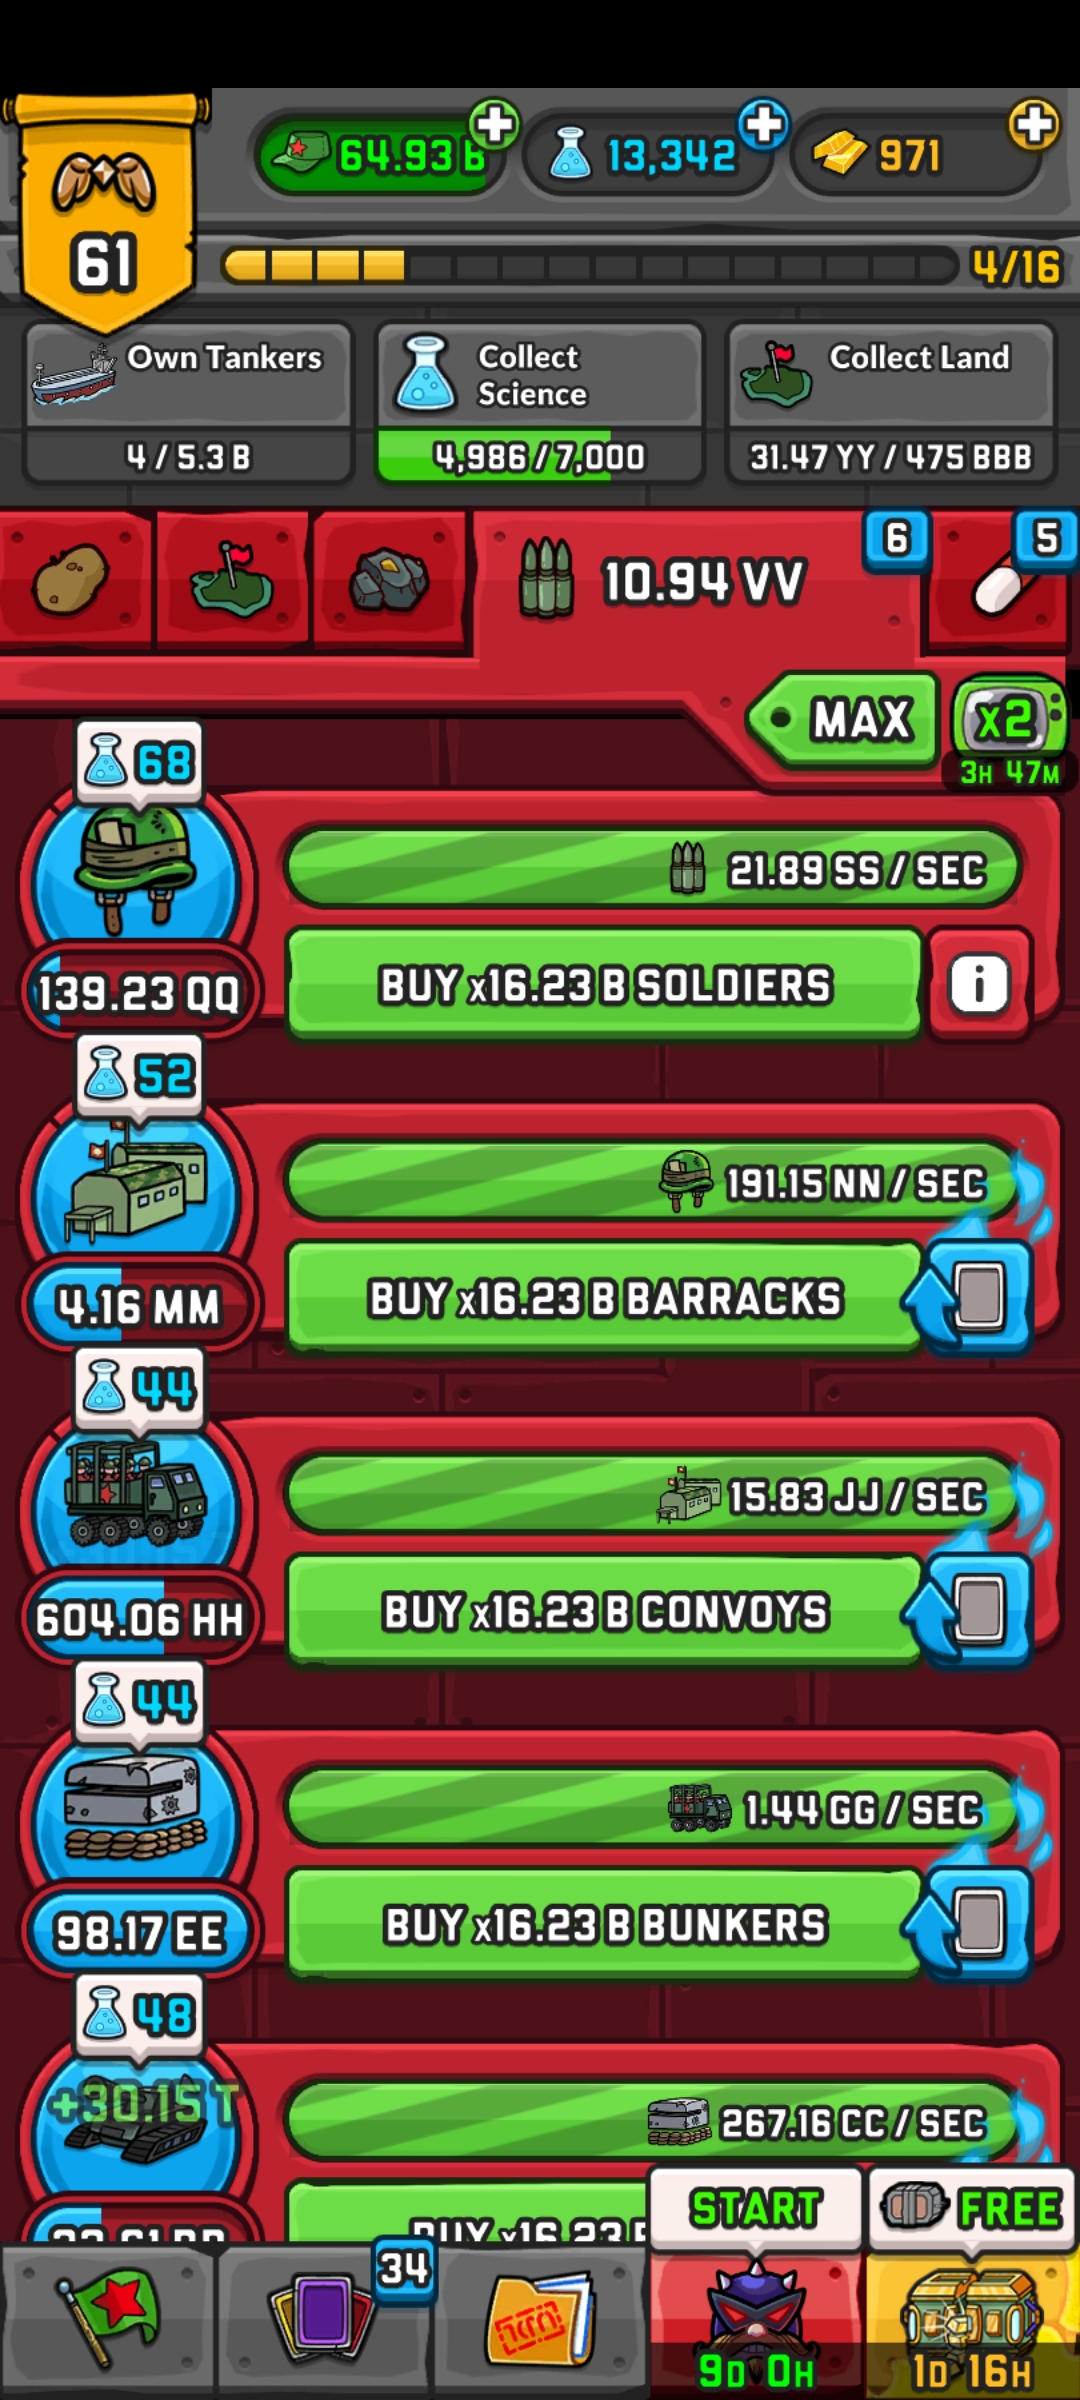 64.93 B
13,342
971
61
4/16
Own Tankers
4 / 5.3 B
Collect
Science
4,986 / 7,000
Collect Land
31.47 YY / 475 BBB
10.94 VV
6
5
MAX
x2
3H 47M
68
21.89 SS / SEC
139.23 QQ
BUY x16.23 B SOLDIERS
i
52
191.15 NN / SEC
4.16 MM
BUY x16.23 B BARRACKS
44
15.83 JJ / SEC
604.06 HH
BUY x16.23 B CONVOYS
44
1.44 GG / SEC
98.17 EE
BUY x16.23 B BUNKERS
48
+30.15 T
267.16 CC / SEC
BUY x16.23
START
FREE
34
9D 0H
1D 16H